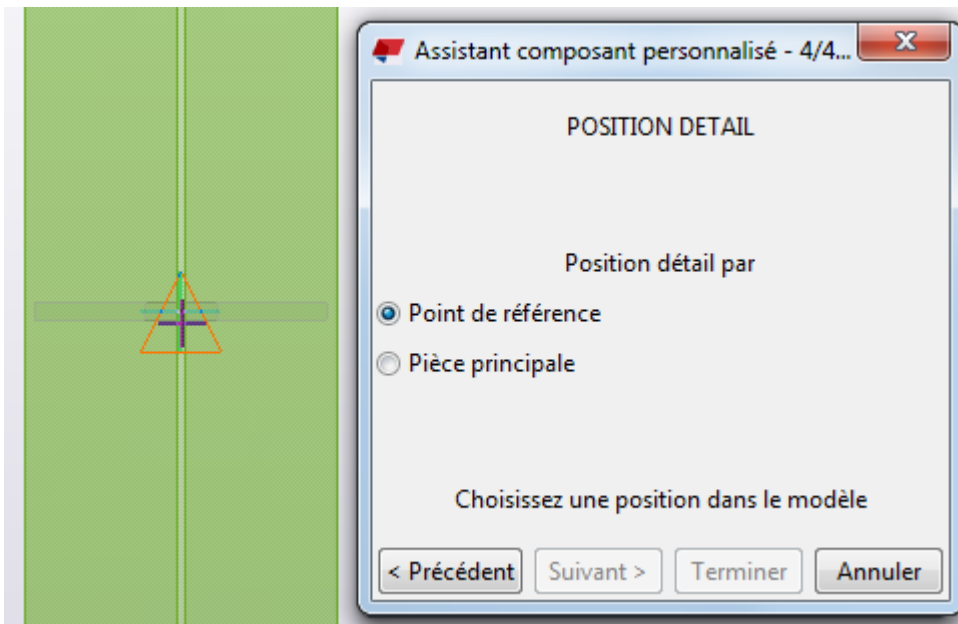 Assistant composant personnalisé - 4/4...
POSITION DETAIL
Position détail par
Point de référence
Pièce principale
Choisissez une position dans le modèle
< Précédent Suivant > Terminer Annuler